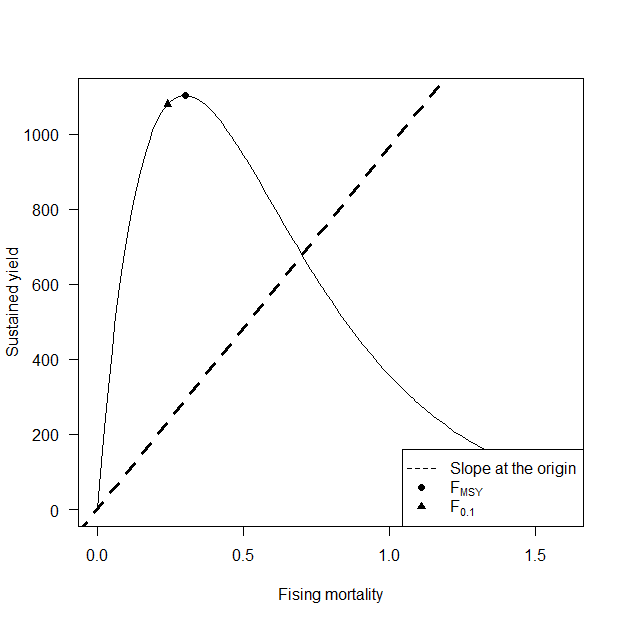 Sustained yield
1000
800
600
400
200
0
0.0 0.5 1.0 1.5
Fising mortality
Slope at the origin
FMSY
F0.1